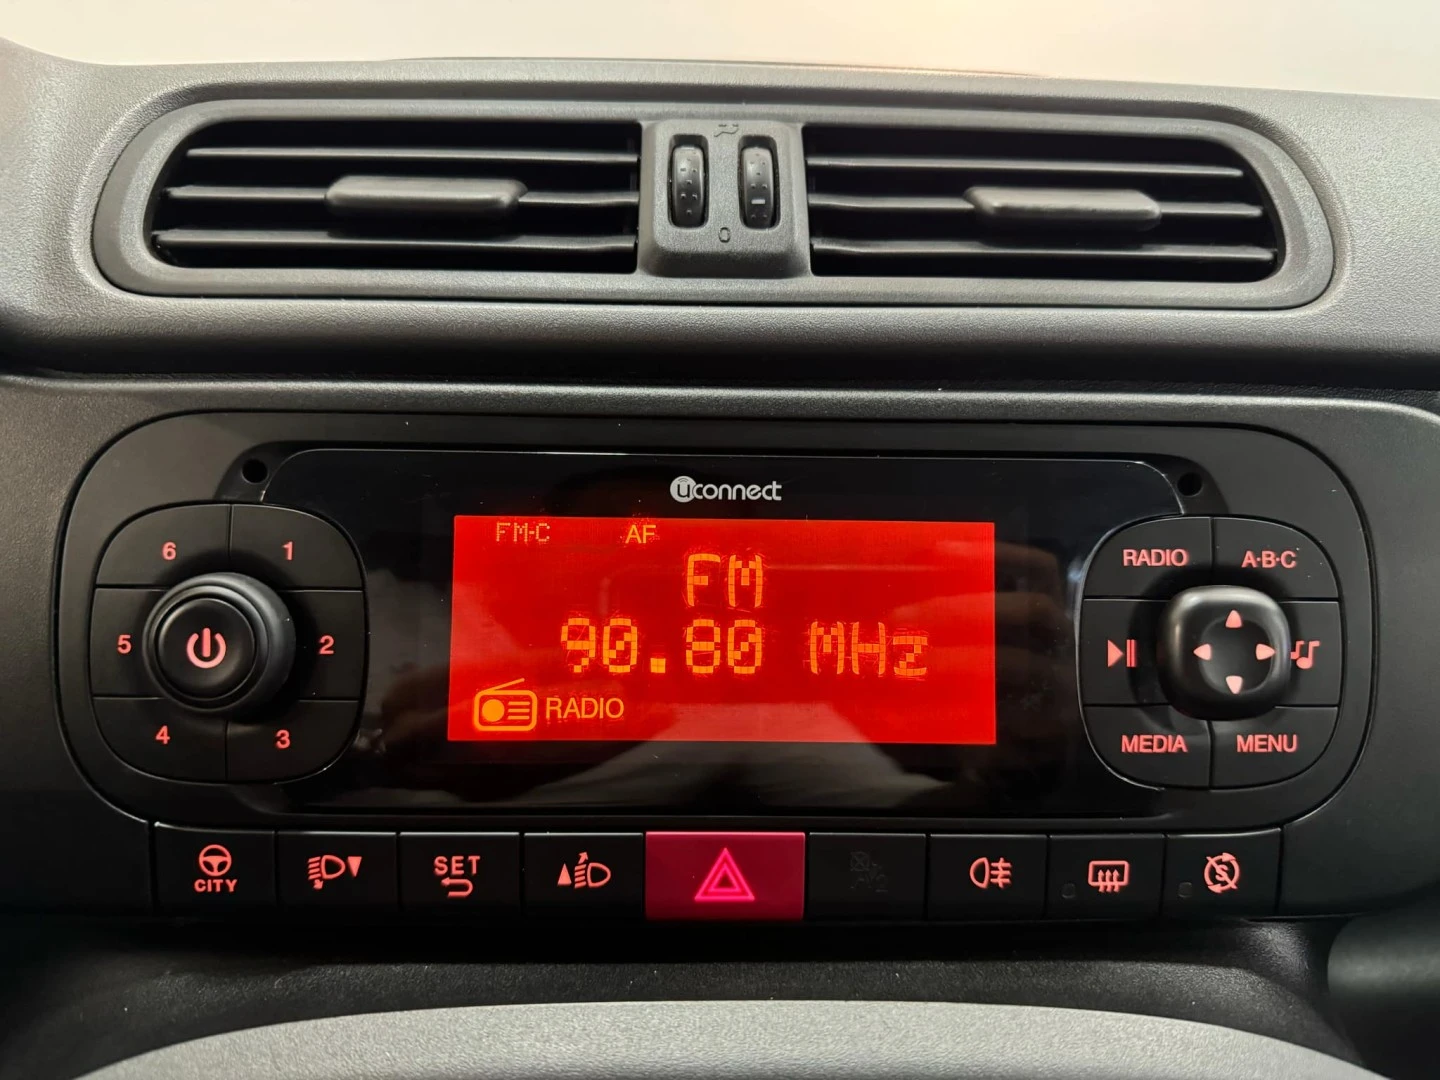 0
uconnect
FM-C AF
FM
90.80 MHz
RADIO
6 1
5 2
4 3
RADIO A·B·C
MEDIA MENU
CITY
SET